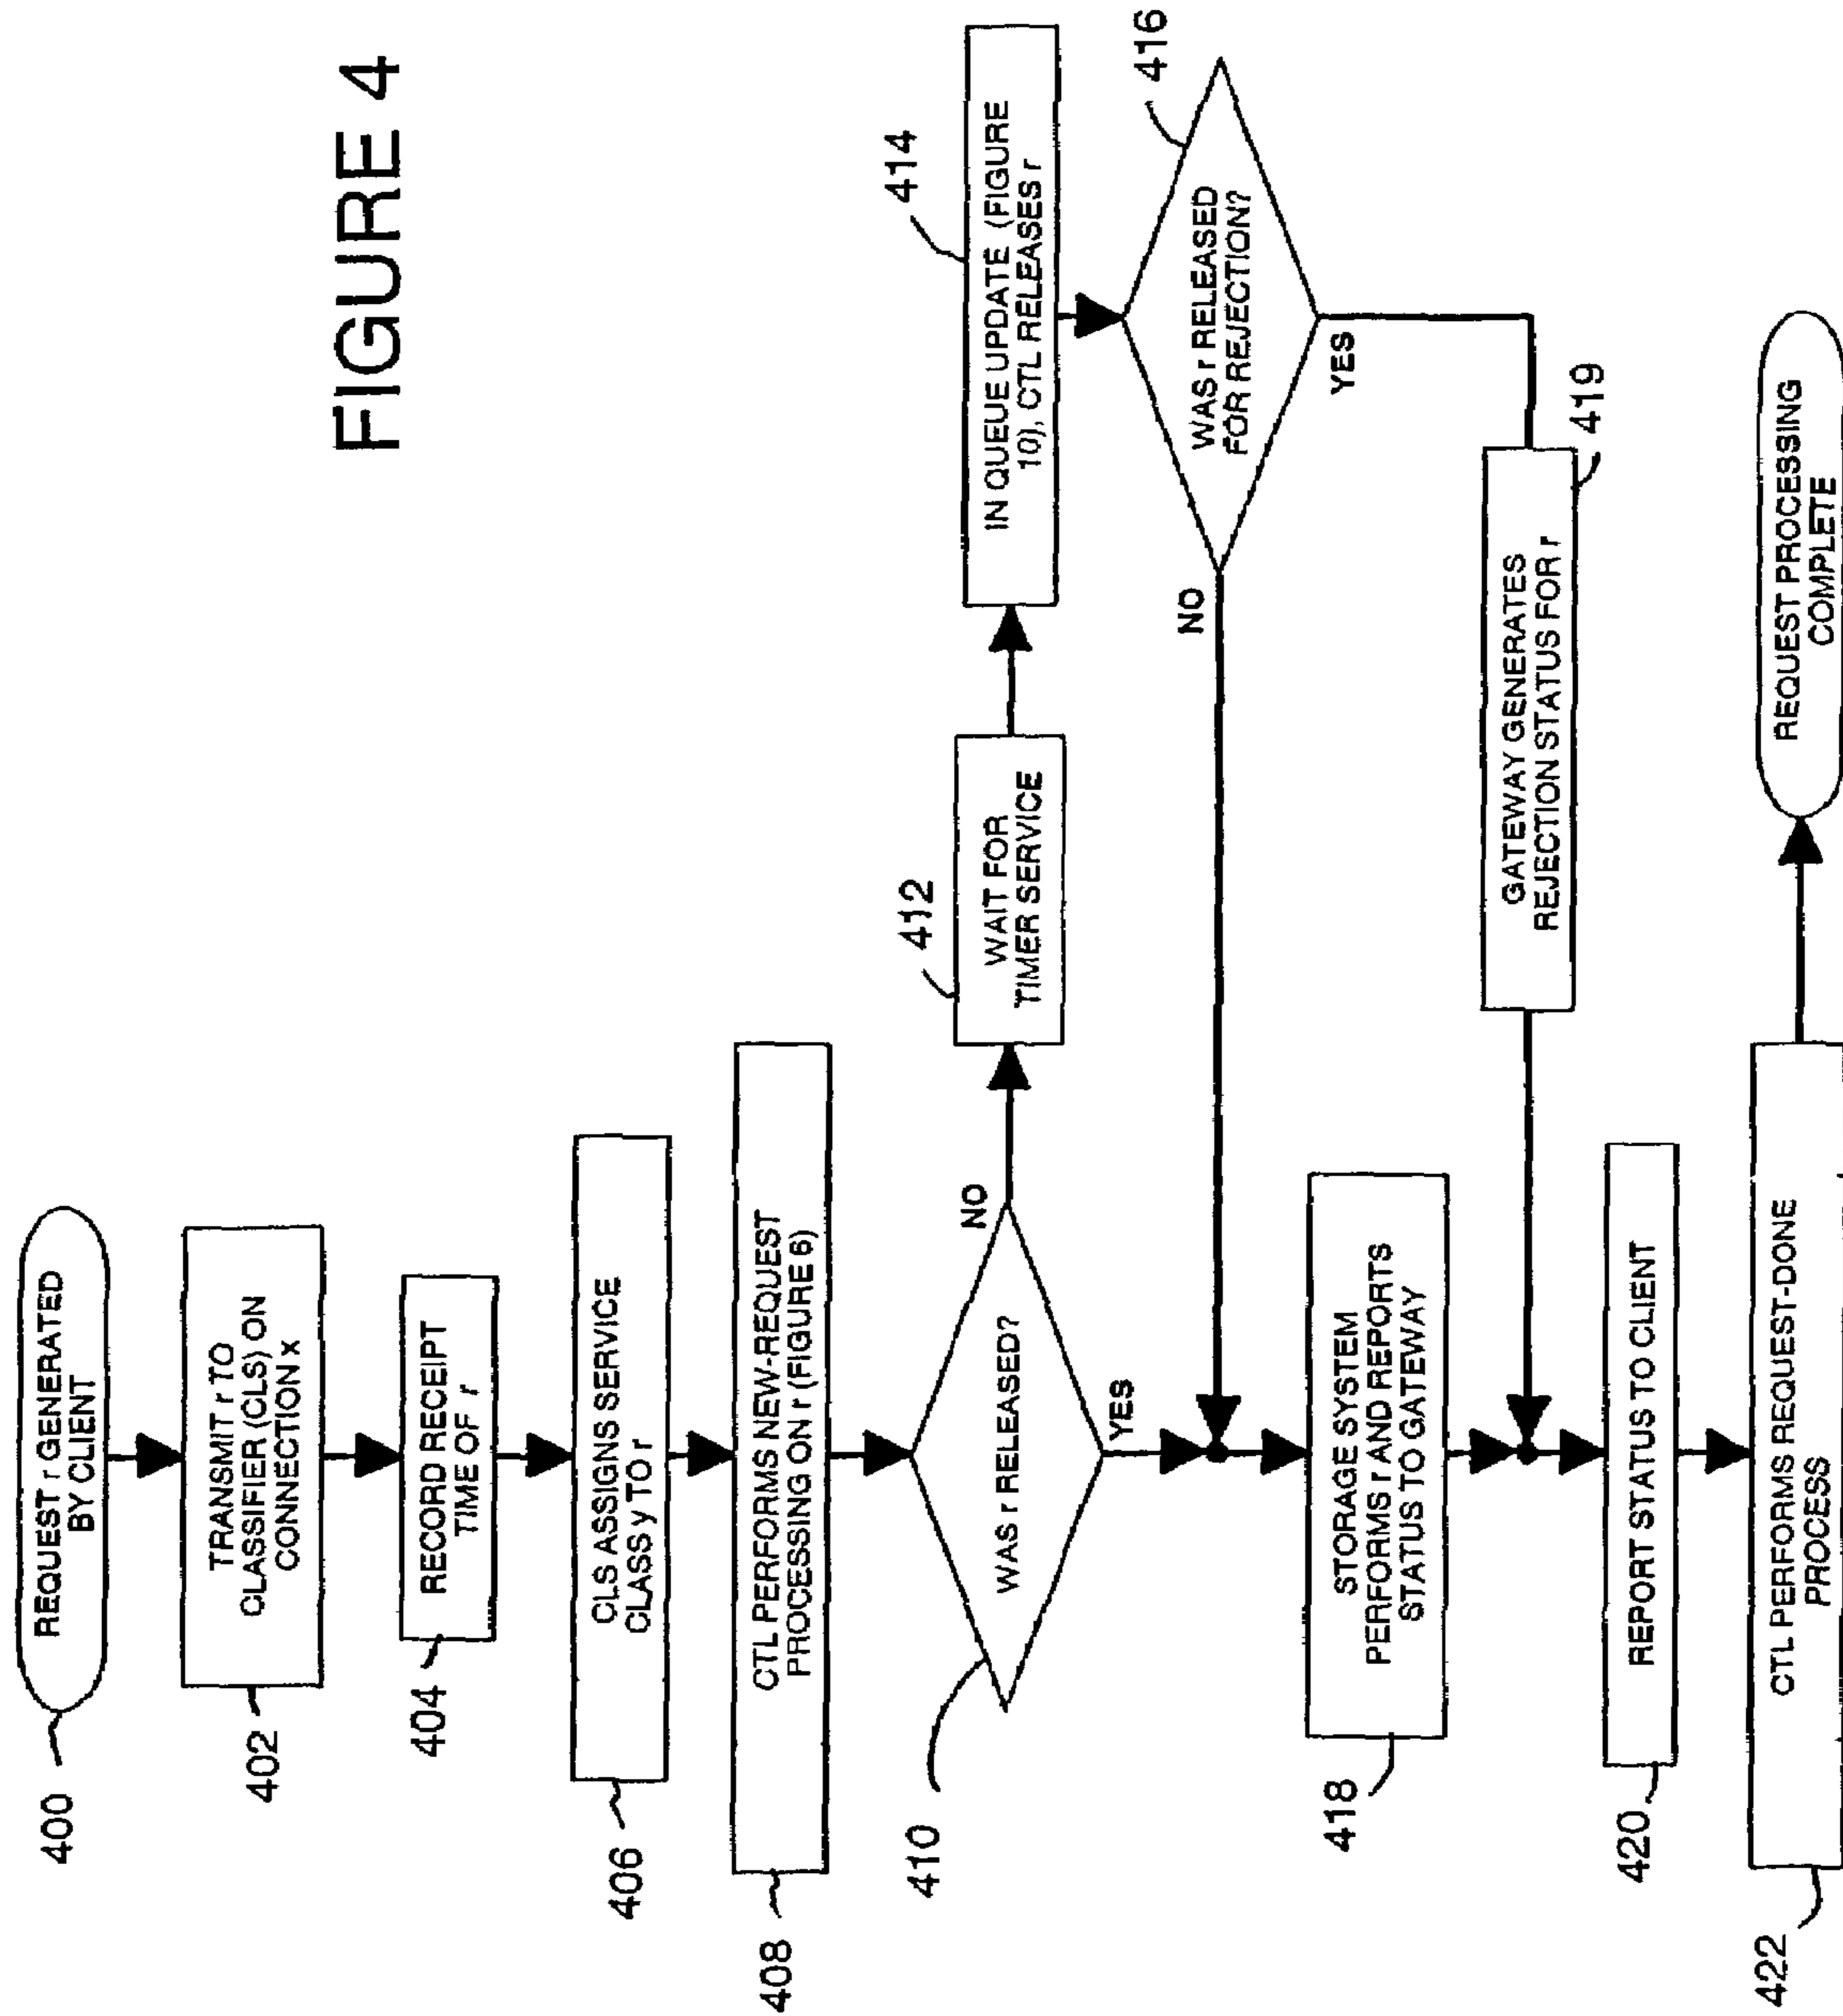 FIGURE 4
400
REQUEST r GENERATED
BY CLIENT
402
TRANSMIT r TO
CLASSIFIER (CLS) ON
CONNECTION x
404
RECORD RECEIPT
TIME OF r
406
CLS ASSIGNS SERVICE
CLASS y TO r
408
CTL PERFORMS NEW-REQUEST
PROCESSING ON r (FIGURE 6)
410
WAS r RELEASED?
NO
YES
412
WAIT FOR
TIMER SERVICE
414
IN QUEUE UPDATE (FIGURE
10), CTL RELEASES r
416
WAS r RELEASED
FOR REJECTION?
NO
YES
418
STORAGE SYSTEM
PERFORMS r AND REPORTS
STATUS TO GATEWAY
419
GATEWAY GENERATES
REJECTION STATUS FOR r
420
REPORT STATUS TO CLIENT
422
CTL PERFORMS REQUEST-DONE
PROCESS
REQUEST PROCESSING
COMPLETE